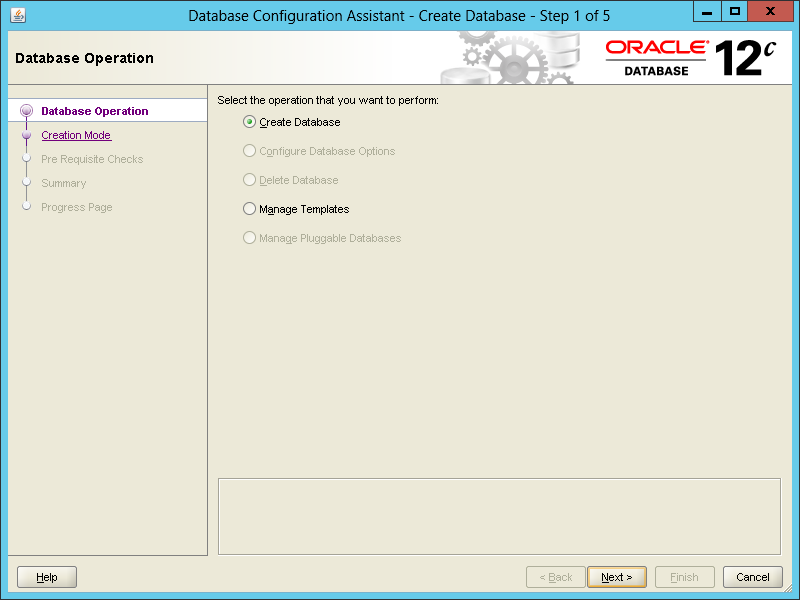 Database Configuration Assistant - Create Database - Step 1 of 5
Database Operation
ORACLE®
DATABASE
12c
Database Operation
Creation Mode
Pre Requisite Checks
Summary
Progress Page
Select the operation that you want to perform:
Create Database
Configure Database Options
Delete Database
Manage Templates
Manage Pluggable Databases
Help
< Back
Next >
Finish
Cancel